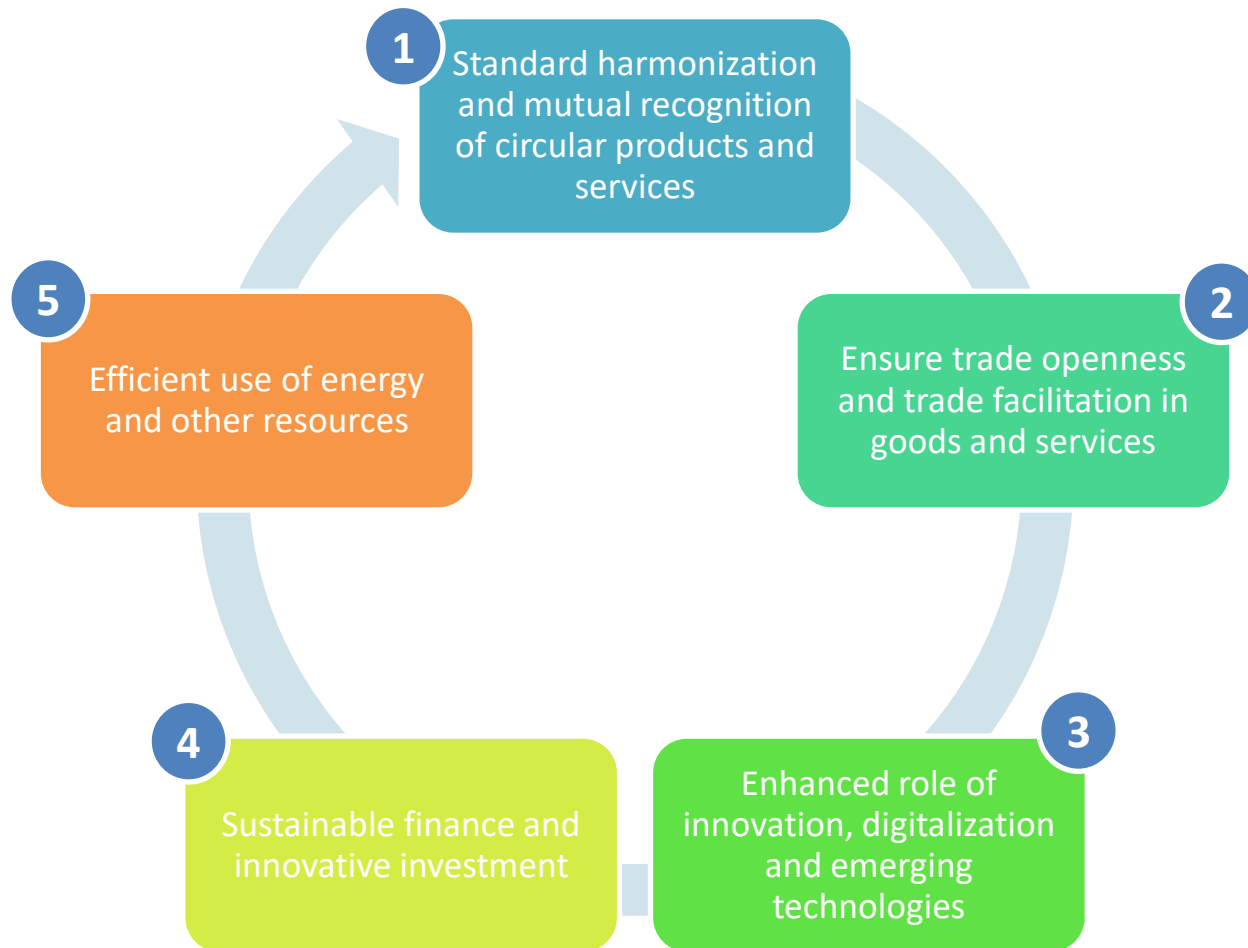 1
Standard harmonization
and mutual recognition
of circular products and
services
2
Ensure trade openness
and trade facilitation in
goods and services
3
Enhanced role of
innovation, digitalization
and emerging
technologies
4
Sustainable finance and
innovative investment
5
Efficient use of energy
and other resources